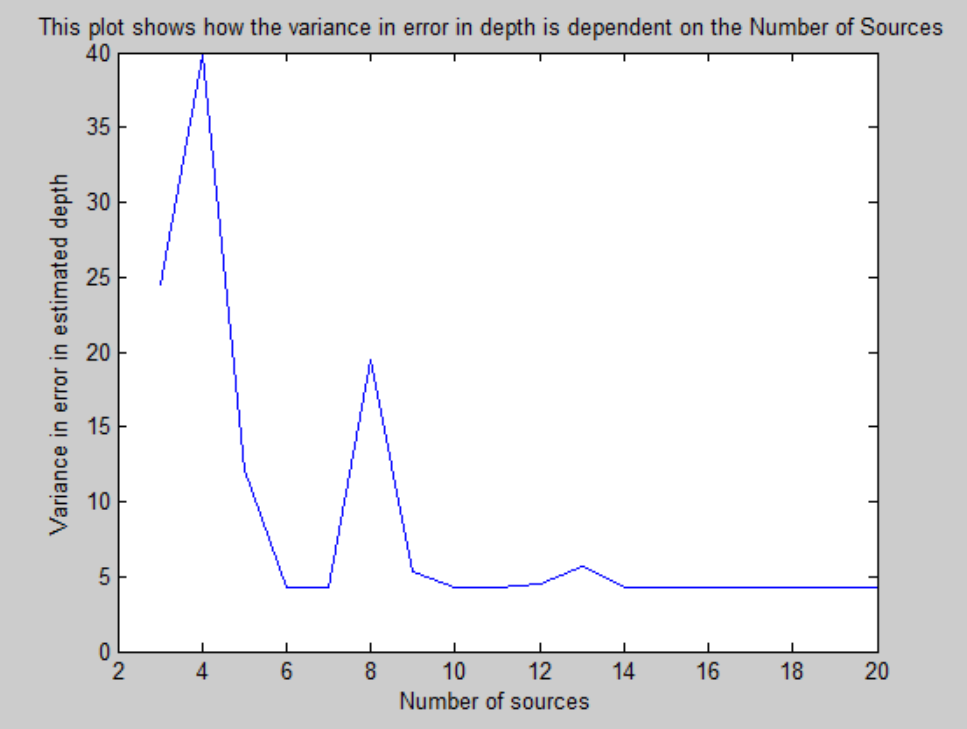 This plot shows how the variance in error in depth is dependent on the Number of Sources
40
35
30
25
20
15
10
5
0
Variance in error in estimated depth
2 4 6 8 10 12 14 16 18 20
Number of sources